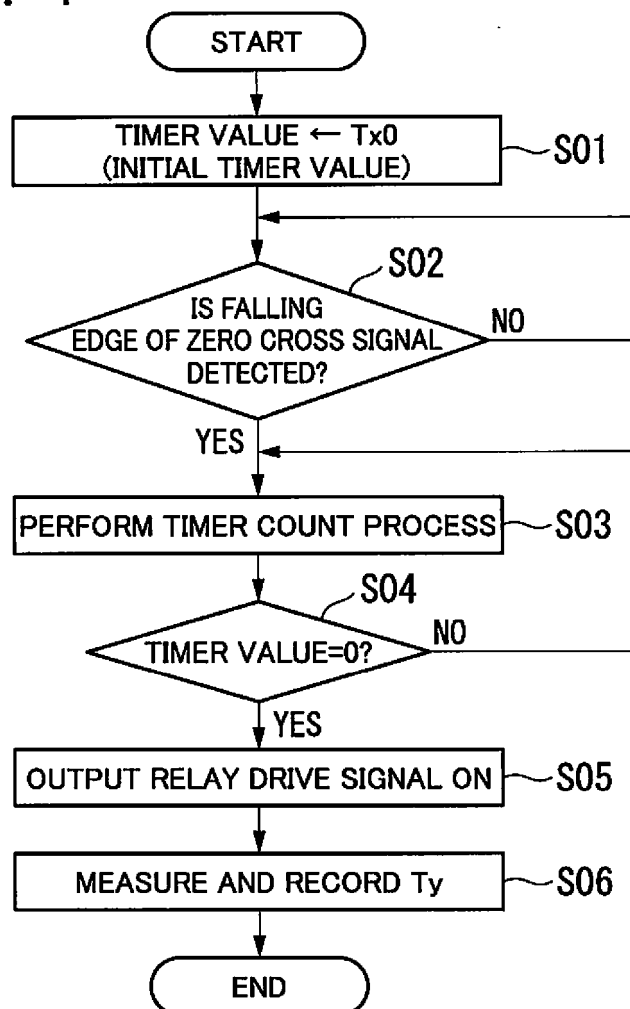 START
TIMER VALUE ← Tx0
(INITIAL TIMER VALUE)
S01
S02
IS FALLING
EDGE OF ZERO CROSS SIGNAL
DETECTED?
NO
YES
PERFORM TIMER COUNT PROCESS
S03
S04
TIMER VALUE=0?
NO
YES
OUTPUT RELAY DRIVE SIGNAL ON
S05
MEASURE AND RECORD Ty
S06
END